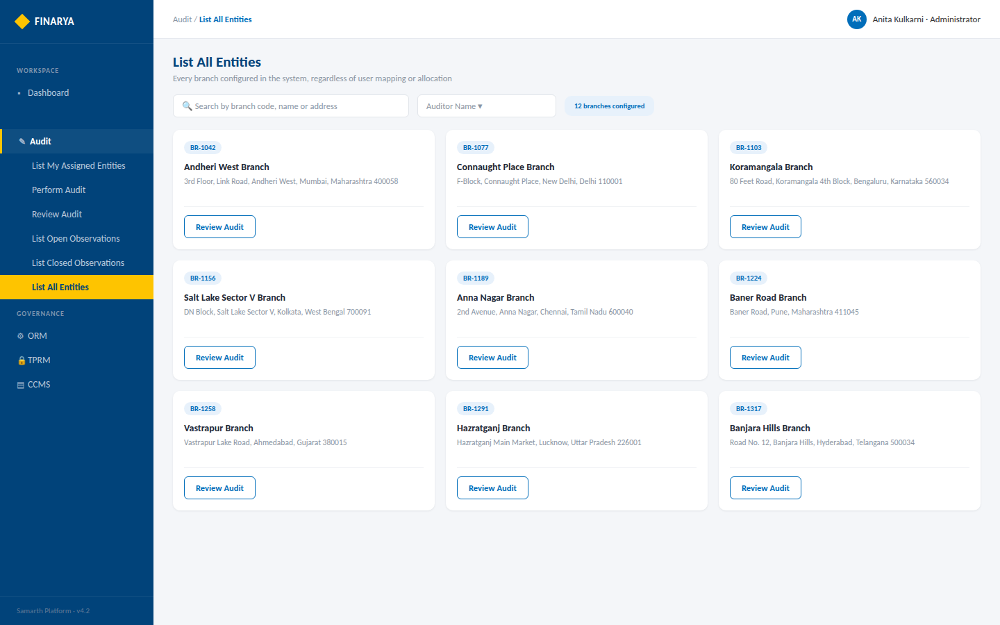 FINARYA
Audit / List All Entities
AK
Anita Kulkarni · Administrator
WORKSPACE
Dashboard
Audit
List My Assigned Entities
Perform Audit
Review Audit
List Open Observations
List Closed Observations
List All Entities
GOVERNANCE
ORM
TPRM
CCMS
Samarth Platform - v4.2
List All Entities
Every branch configured in the system, regardless of user mapping or allocation
Search by branch code, name or address
Auditor Name ▾
12 branches configured
BR-1042
Andheri West Branch
3rd Floor, Link Road, Andheri West, Mumbai, Maharashtra 400058
Review Audit
BR-1077
Connaught Place Branch
F-Block, Connaught Place, New Delhi, Delhi 110001
Review Audit
BR-1103
Koramangala Branch
80 Feet Road, Koramangala 4th Block, Bengaluru, Karnataka 560034
Review Audit
BR-1156
Salt Lake Sector V Branch
DN Block, Salt Lake Sector V, Kolkata, West Bengal 700091
Review Audit
BR-1189
Anna Nagar Branch
2nd Avenue, Anna Nagar, Chennai, Tamil Nadu 600040
Review Audit
BR-1224
Baner Road Branch
Baner Road, Pune, Maharashtra 411045
Review Audit
BR-1258
Vastrapur Branch
Vastrapur Lake Road, Ahmedabad, Gujarat 380015
Review Audit
BR-1291
Hazratganj Branch
Hazratganj Main Market, Lucknow, Uttar Pradesh 226001
Review Audit
BR-1317
Banjara Hills Branch
Road No. 12, Banjara Hills, Hyderabad, Telangana 500034
Review Audit